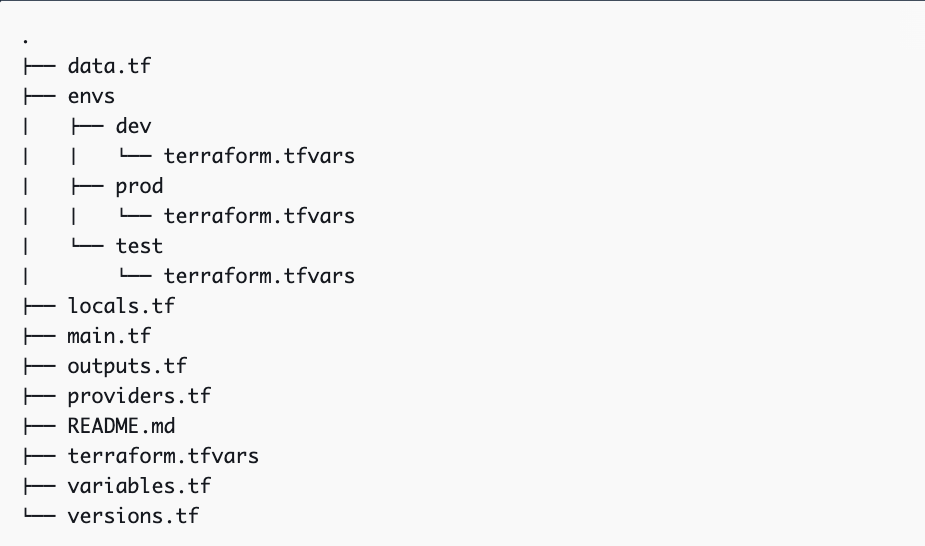 .
├── data.tf
├── envs
|   ├── dev
|   |   └── terraform.tfvars
|   ├── prod
|   |   └── terraform.tfvars
|   └── test
|       └── terraform.tfvars
├── locals.tf
├── main.tf
├── outputs.tf
├── providers.tf
├── README.md
├── terraform.tfvars
├── variables.tf
└── versions.tf